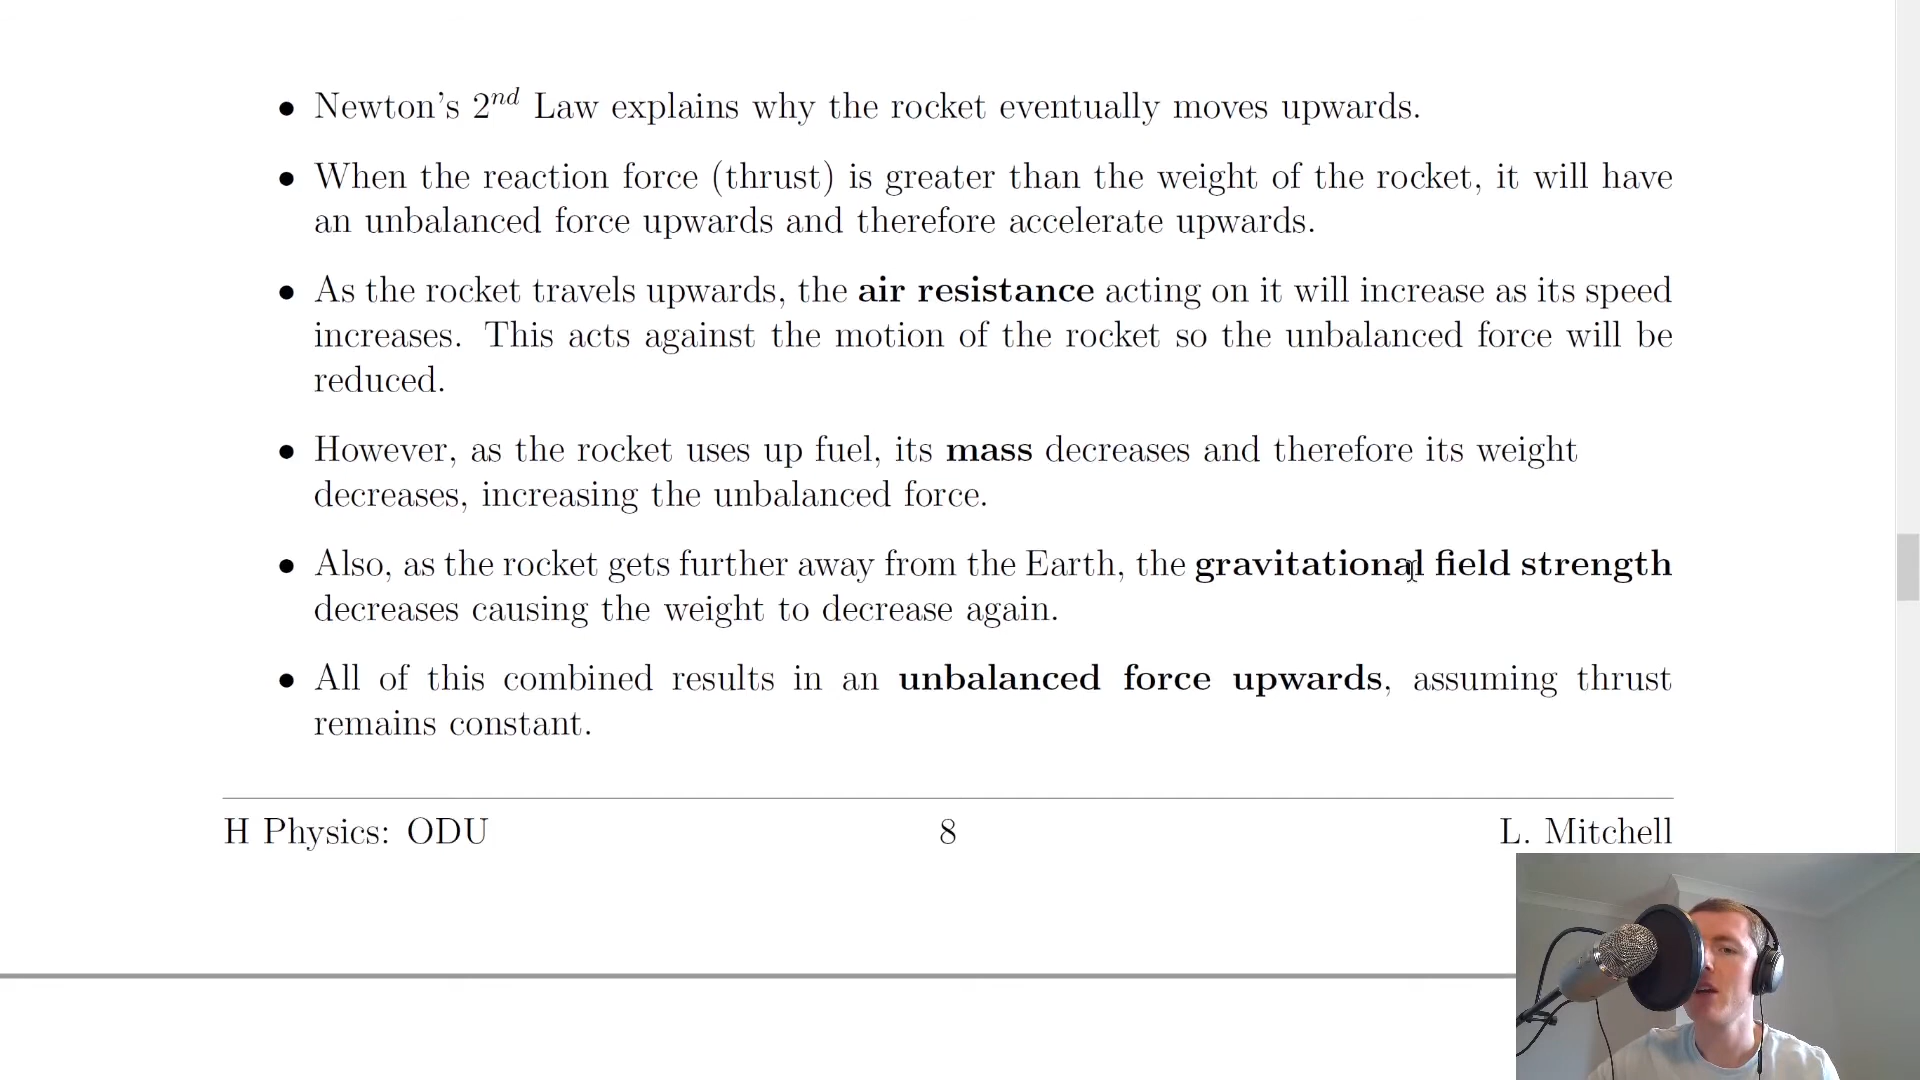 • Newton's 2nd Law explains why the rocket eventually moves upwards.
• When the reaction force (thrust) is greater than the weight of the rocket, it will have
an unbalanced force upwards and therefore accelerate upwards.
• As the rocket travels upwards, the air resistance acting on it will increase as its speed
increases. This acts against the motion of the rocket so the unbalanced force will be
reduced.
• However, as the rocket uses up fuel, its mass decreases and therefore its weight
decreases, increasing the unbalanced force.
• Also, as the rocket gets further away from the Earth, the gravitational field strength
decreases causing the weight to decrease again.
• All of this combined results in an unbalanced force upwards, assuming thrust
remains constant.
H Physics: ODU 8 L. Mitchell